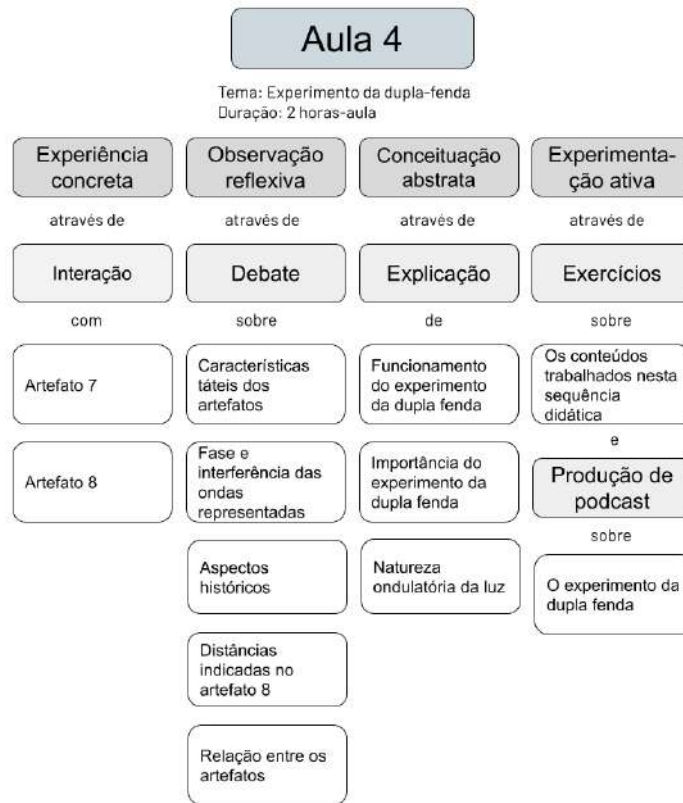 Aula 4
Tema: Experimento da dupla-fenda
Duração: 2 horas-aula
Experiência
concreta
através de
Interação
com
Artefato 7
Artefato 8
Observação
reflexiva
através de
Debate
sobre
Características
táteis dos
artefatos
Fase e
interferência das
ondas
representadas
Aspectos
históricos
Distâncias
indicadas no
artefato 8
Relação entre os
artefatos
Conceituação
abstrata
através de
Explicação
de
Funcionamento
do experimento
da dupla fenda
Importância do
experimento da
dupla fenda
Natureza
ondulatória da luz
Experimenta-
ção ativa
através de
Exercícios
sobre
Os conteúdos
trabalhados nesta
sequência
didática
e
Produção de
podcast
sobre
O experimento da
dupla fenda